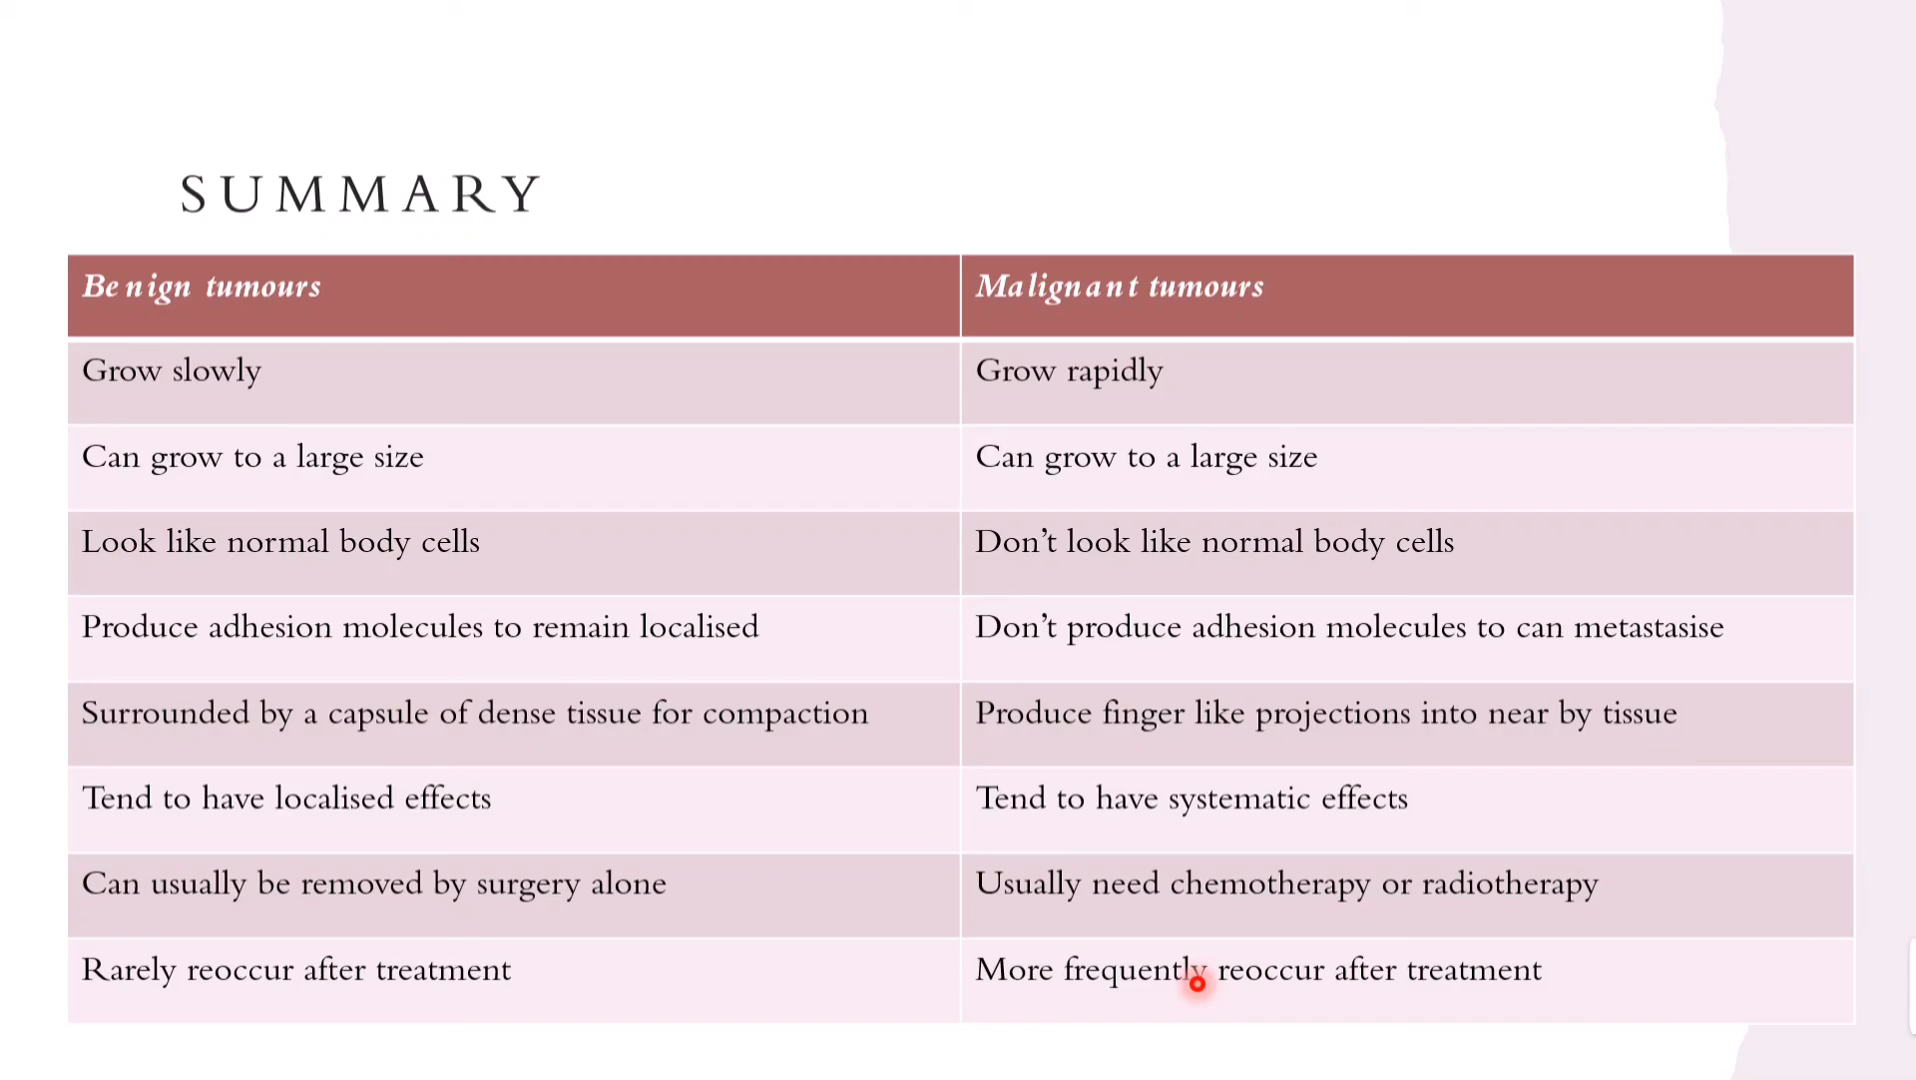 SUMMARY
Benign tumours
Malignant tumours
Grow slowly
Grow rapidly
Can grow to a large size
Can grow to a large size
Look like normal body cells
Don’t look like normal body cells
Produce adhesion molecules to remain localised
Don’t produce adhesion molecules to can metastasise
Surrounded by a capsule of dense tissue for compaction
Produce finger like projections into near by tissue
Tend to have localised effects
Tend to have systematic effects
Can usually be removed by surgery alone
Usually need chemotherapy or radiotherapy
Rarely reoccur after treatment
More frequently reoccur after treatment